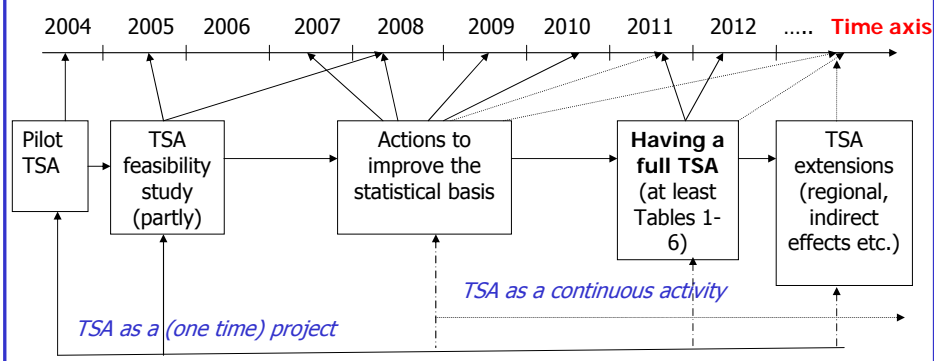 2004 2005 2006 2007 2008 2009 2010 2011 2012 ..... Time axis
Pilot
TSA
TSA
feasibility
study
(partly)
Actions to
improve the
statistical basis
Having a
full TSA
(at least
Tables 1-
6)
TSA
extensions
(regional,
indirect
effects etc.)
TSA as a continuous activity
TSA as a (one time) project